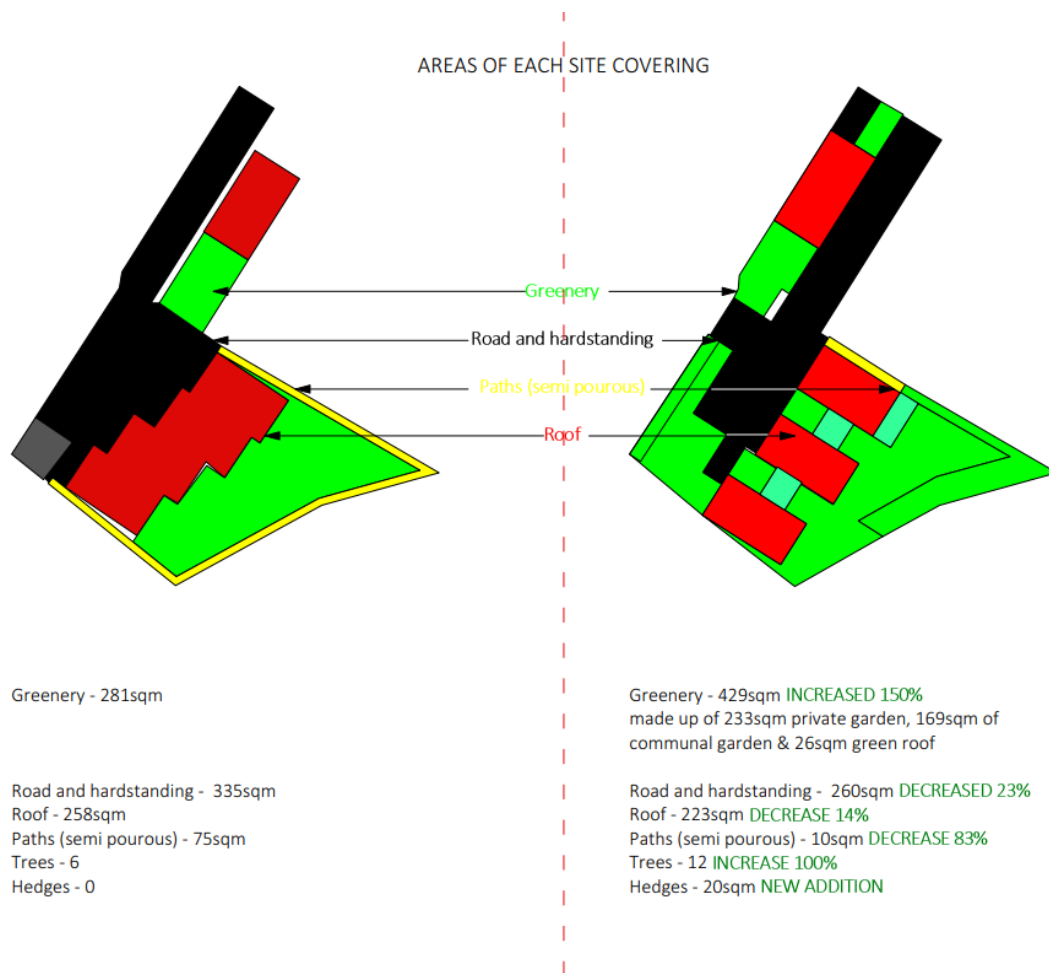 AREAS OF EACH SITE COVERING
Greenery
Road and hardstanding
Paths (semi pourous)
Roof
Greenery - 281sqm
Road and hardstanding - 335sqm
Roof - 258sqm
Paths (semi pourous) - 75sqm
Trees - 6
Hedges - 0
Greenery - 429sqm INCREASED 150%
made up of 233sqm private garden, 169sqm of
communal garden & 26sqm green roof
Road and hardstanding - 260sqm DECREASED 23%
Roof - 223sqm DECREASE 14%
Paths (semi pourous) - 10sqm DECREASE 83%
Trees - 12 INCREASE 100%
Hedges - 20sqm NEW ADDITION